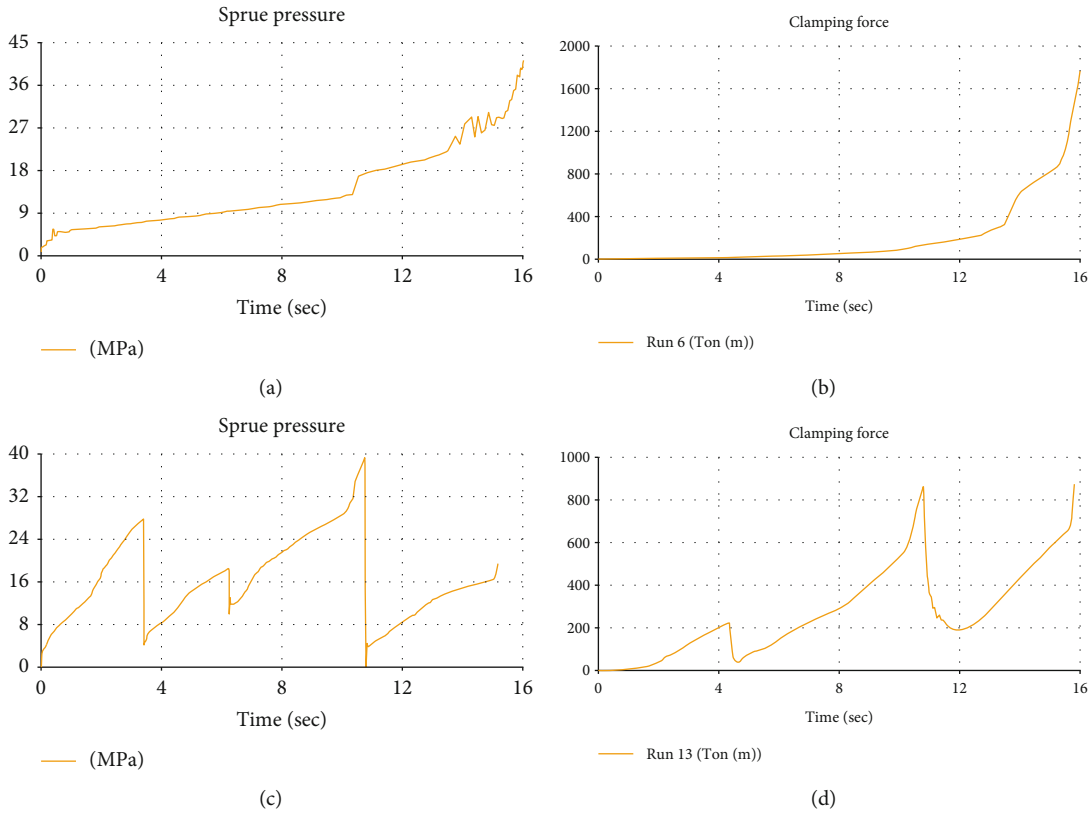 Sprue pressure
45
36
27
18
9
0
0 4 8 12 16
Time (sec)
(MPa)
(a)
Clamping force
2000
1600
1200
800
400
0
0 4 8 12 16
Time (sec)
Run 6 (Ton (m))
(b)
Sprue pressure
40
32
24
16
8
0
0 4 8 12 16
Time (sec)
(MPa)
(c)
Clamping force
1000
800
600
400
200
0
0 4 8 12 16
Time (sec)
Run 13 (Ton (m))
(d)